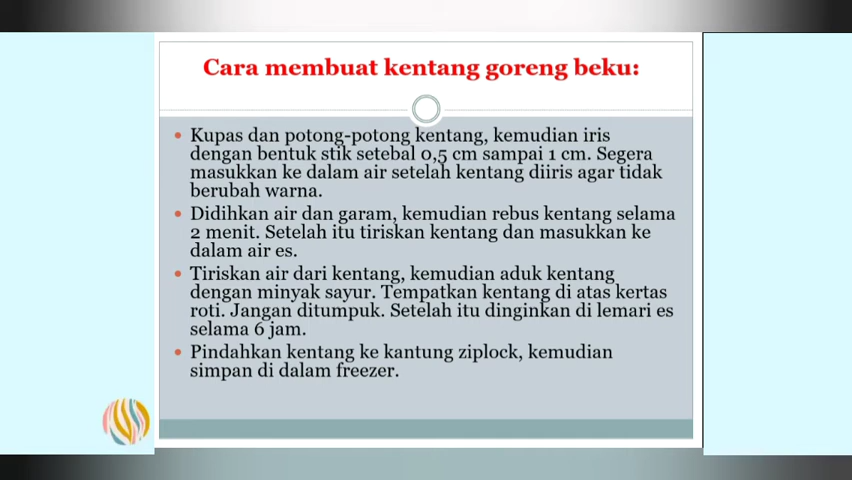 Cara membuat kentang goreng beku:
• Kupas dan potong-potong kentang, kemudian iris
dengan bentuk stik setebal 0,5 cm sampai 1 cm. Segera
masukkan ke dalam air setelah kentang diiris agar tidak
berubah warna.
• Didihkan air dan garam, kemudian rebus kentang selama
2 menit. Setelah itu tiriskan kentang dan masukkan ke
dalam air es.
• Tiriskan air dari kentang, kemudian aduk kentang
dengan minyak sayur. Tempatkan kentang di atas kertas
roti. Jangan ditumpuk. Setelah itu dinginkan di lemari es
selama 6 jam.
• Pindahkan kentang ke kantung ziplock, kemudian
simpan di dalam freezer.